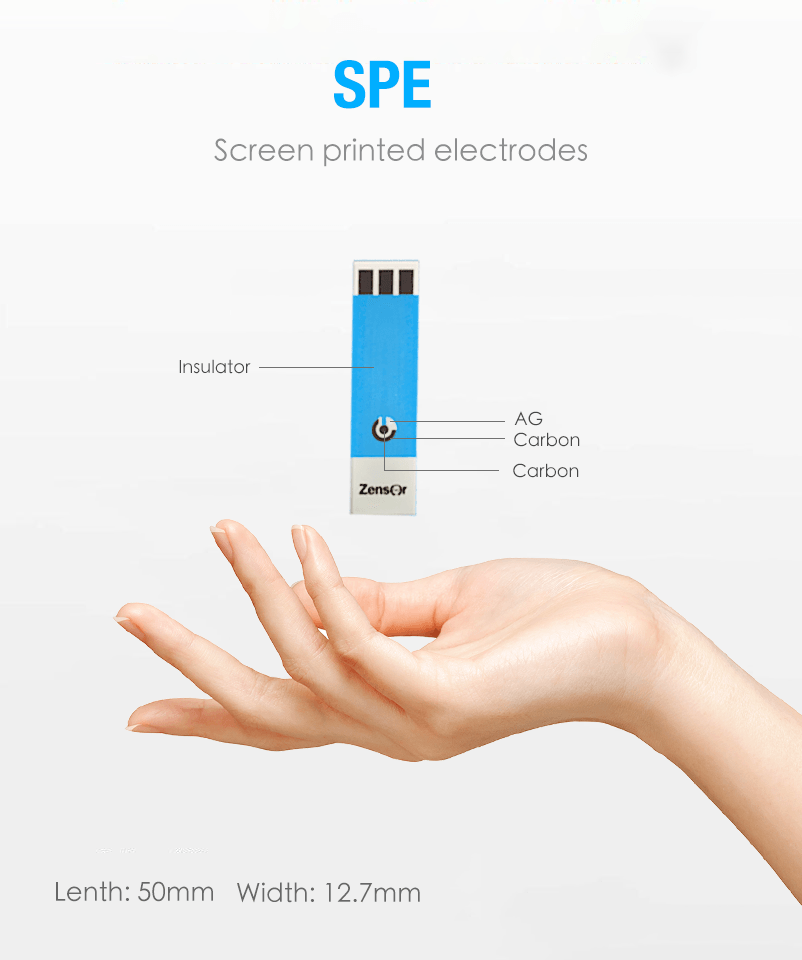 SPE
Screen printed electrodes
Insulator
AG
Carbon
Carbon
Zensor
Lenth: 50mm Width: 12.7mm